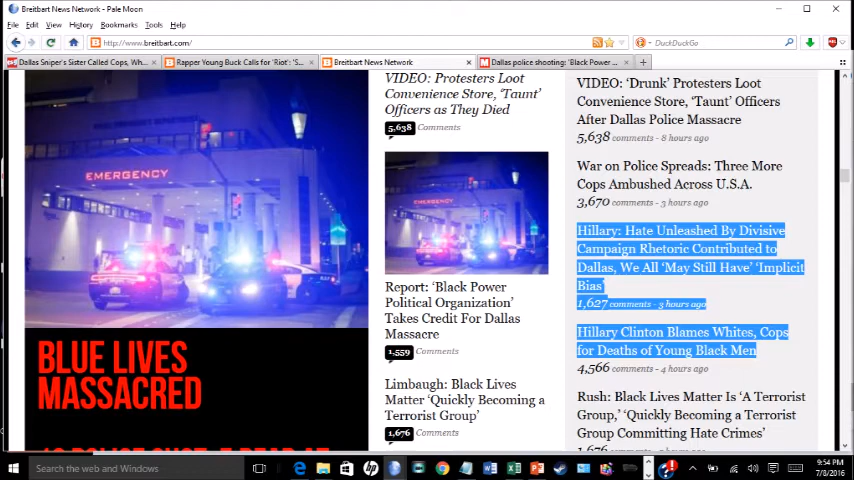 Breitbart News Network - Pale Moon
File Edit View History Bookmarks Tools Help
http://www.breitbart.com/
DuckDuckGo
Dallas Sniper's Sister Called Cops, Wh...
Rapper Young Buck Calls for 'Riot': 'S...
Breitbart News Network
Dallas police shooting: 'Black Power ...
EMERGENCY
BLUE LIVES
MASSACRED
VIDEO: Protesters Loot
Convenience Store, 'Taunt'
Officers as They Died
5,638 Comments
Report: 'Black Power
Political Organization'
Takes Credit For Dallas
Massacre
1,559 Comments
Limbaugh: Black Lives
Matter 'Quickly Becoming a
Terrorist Group'
1,676 Comments
VIDEO: 'Drunk' Protesters Loot
Convenience Store, 'Taunt' Officers
After Dallas Police Massacre
5,638 comments - 8 hours ago
War on Police Spreads: Three More
Cops Ambushed Across U.S.A.
3,670 comments - 3 hours ago
Hillary: Hate Unleashed By Divisive
Campaign Rhetoric Contributed to
Dallas, We All 'May Still Have' 'Implicit
Bias'
1,627 comments - 3 hours ago
Hillary Clinton Blames Whites, Cops
for Deaths of Young Black Men
4,566 comments - 4 hours ago
Rush: Black Lives Matter Is 'A Terrorist
Group,' 'Quickly Becoming a Terrorist
Group Committing Hate Crimes'
1,676 comments
Search the web and Windows
9:54 PM
7/8/2016